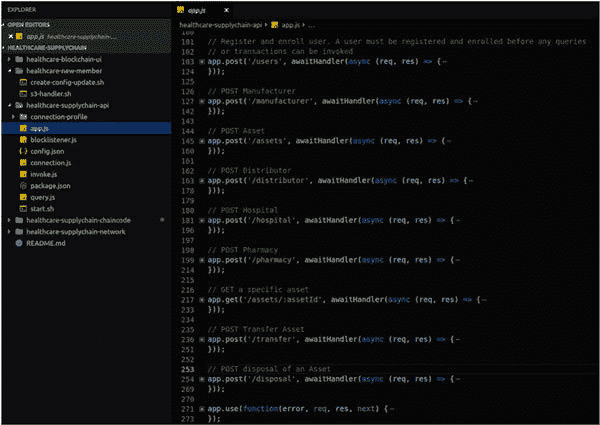 EXPLORER
OPEN EDITORS
app.js healthcare-supplychain-...
HEALTHCARE-SUPPLYCHAIN
healthcare-blockchain-ui
healthcare-new-member
create-config-update.sh
s3-handler.sh
healthcare-supplychain-api
connection-profile
app.js
blocklistener.js
config.json
connection.js
invoke.js
package.json
query.js
start.sh
healthcare-supplychain-chaincode
healthcare-supplychain-network
README.md
app.js ×
healthcare-supplychain-api > app.js > ...
100
181 // Register and enroll user. A user must be registered and enrolled before any queries
182 // or transactions can be invoked
103 app.post('/users', awaitHandler(async (req, res) => {
124 }));
125
126 // POST Manufacturer
127 app.post('/manufacturer', awaitHandler(async (req, res) => {
142 }));
143
144 // POST Asset
145 app.post('/assets', awaitHandler(async (req, res) => {
160 }));
161
162 // POST Distributor
163 app.post('/distributor', awaitHandler(async (req, res) => {
178 }));
179
180 // POST Hospital
181 app.post('/hospital', awaitHandler(async (req, res) => {
196 }));
197
198 // POST Pharmacy
199 app.post('/pharmacy', awaitHandler(async (req, res) => {
214 }));
215
216 // GET a specific asset
217 app.get('/assets/:assetId', awaitHandler(async (req, res) => {
233 }));
234
235 // POST Transfer Asset
236 app.post('/transfer', awaitHandler(async (req, res) => {
251 }));
252
253 // POST disposal of an Asset
254 app.post('/disposal', awaitHandler(async (req, res) => {
269 }));
270
271 app.use(function(error, req, res, next) {
273 });